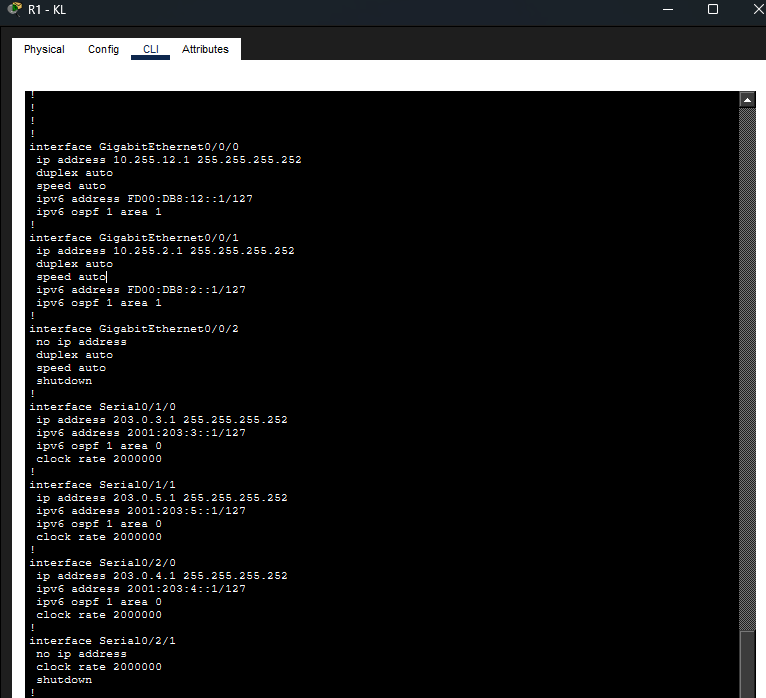 R1 - KL
Physical Config CLI Attributes
!
!
!
!
interface GigabitEthernet0/0/0
 ip address 10.255.12.1 255.255.255.252
 duplex auto
 speed auto
 ipv6 address FD00:DB8:12::1/127
 ipv6 ospf 1 area 1
!
interface GigabitEthernet0/0/1
 ip address 10.255.2.1 255.255.255.252
 duplex auto
 speed auto
 ipv6 address FD00:DB8:2::1/127
 ipv6 ospf 1 area 1
!
interface GigabitEthernet0/0/2
 no ip address
 duplex auto
 speed auto
 shutdown
!
interface Serial0/1/0
 ip address 203.0.3.1 255.255.255.252
 ipv6 address 2001:203:3::1/127
 ipv6 ospf 1 area 0
 clock rate 2000000
!
interface Serial0/1/1
 ip address 203.0.5.1 255.255.255.252
 ipv6 address 2001:203:5::1/127
 ipv6 ospf 1 area 0
 clock rate 2000000
!
interface Serial0/2/0
 ip address 203.0.4.1 255.255.255.252
 ipv6 address 2001:203:4::1/127
 ipv6 ospf 1 area 0
 clock rate 2000000
!
interface Serial0/2/1
 no ip address
 clock rate 2000000
 shutdown
!